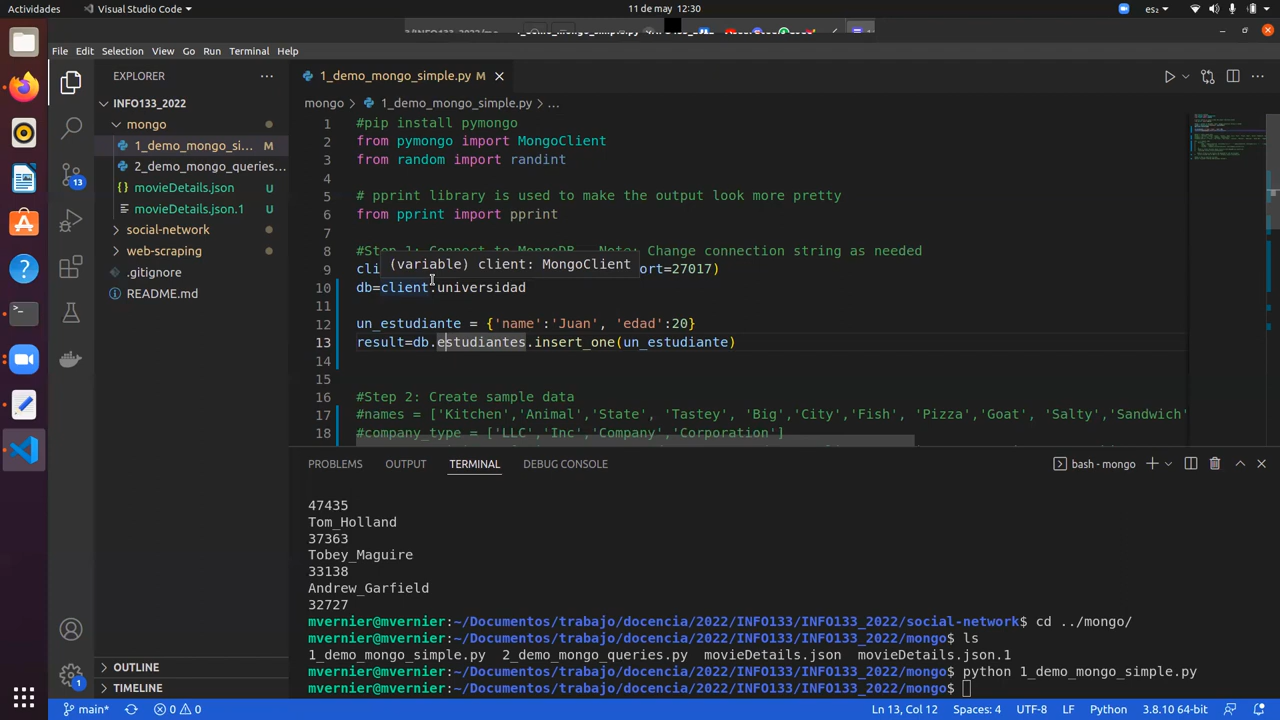 Actividades
Visual Studio Code
11 de may 12:30
es₂
1_demo_mongo_simple.py
File Edit Selection View Go Run Terminal Help
EXPLORER
1_demo_mongo_simple.py M
INFO133_2022
mongo > 1_demo_mongo_simple.py > ...
mongo
1_demo_mongo_si... M
2_demo_mongo_queries...
movieDetails.json U
movieDetails.json.1 U
social-network
web-scraping
.gitignore
README.md
13
1 #pip install pymongo
2 from pymongo import MongoClient
3 from random import randint
4
5 # pprint library is used to make the output look more pretty
6 from pprint import pprint
7
8 #Step 1: Connect to MongoDB - Note: Change connection string as needed
(variable) client: MongoClient
9 cli ort=27017)
10 db=client.universidad
11
12 un_estudiante = {'name':'Juan', 'edad':20}
13 result=db.estudiantes.insert_one(un_estudiante)
14
15
16 #Step 2: Create sample data
17 #names = ['Kitchen','Animal','State', 'Tastey', 'Big','City','Fish', 'Pizza','Goat', 'Salty','Sandwich'
18 #company_type = ['LLC','Inc','Company','Corporation']
PROBLEMS OUTPUT TERMINAL DEBUG CONSOLE
bash - mongo
47435
Tom_Holland
37363
Tobey_Maguire
33138
Andrew_Garfield
32727
mvernier@mvernier:~/Documentos/trabajo/docencia/2022/INFO133/INFO133_2022/social-network$ cd ../mongo/
mvernier@mvernier:~/Documentos/trabajo/docencia/2022/INFO133/INFO133_2022/mongo$ ls
1_demo_mongo_simple.py 2_demo_mongo_queries.py movieDetails.json movieDetails.json.1
mvernier@mvernier:~/Documentos/trabajo/docencia/2022/INFO133/INFO133_2022/mongo$ python 1_demo_mongo_simple.py
mvernier@mvernier:~/Documentos/trabajo/docencia/2022/INFO133/INFO133_2022/mongo$
OUTLINE
TIMELINE
1
main* 0 0
Ln 13, Col 12 Spaces: 4 UTF-8 LF Python 3.8.10 64-bit